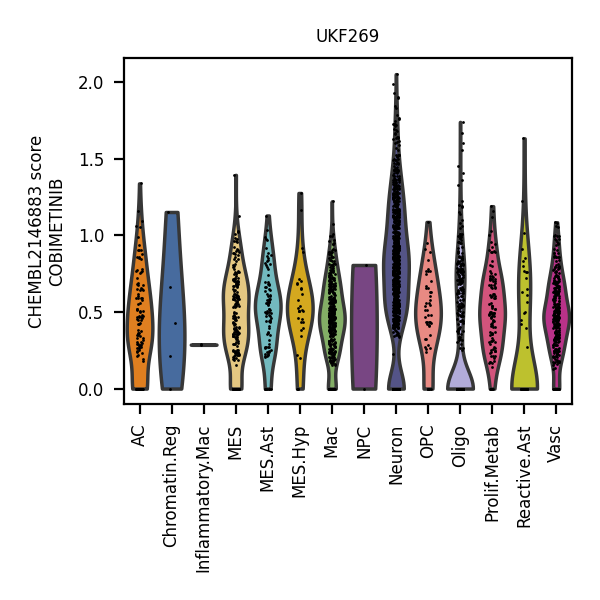 UKF269
CHEMBL2146883 score
COBIMETINIB
2.0
1.5
1.0
0.5
0.0
AC
Chromatin.Reg
Inflammatory.Mac
MES
MES.Ast
MES.Hyp
Mac
NPC
Neuron
OPC
Oligo
Prolif.Metab
Reactive.Ast
Vasc